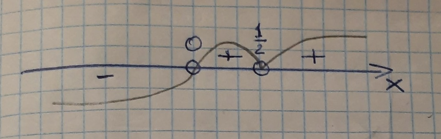 0 1/2
- + +
x